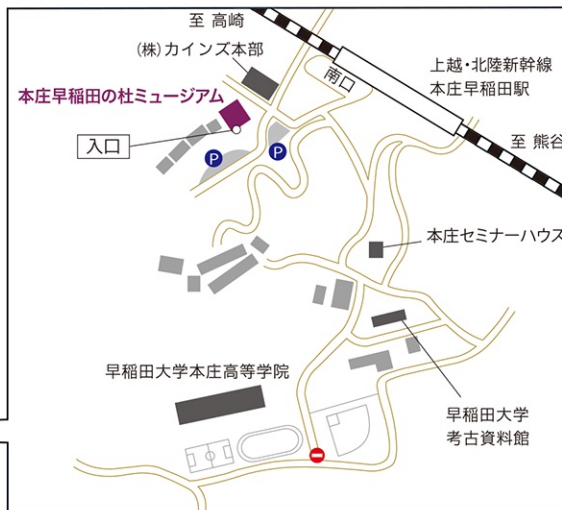 至 高崎
(株)カインズ本部
南口
上越・北陸新幹線
本庄早稲田駅
本庄早稲田の杜ミュージアム
入口
P
P
至 熊谷
本庄セミナーハウス
早稲田大学本庄高等学院
早稲田大学
考古資料館